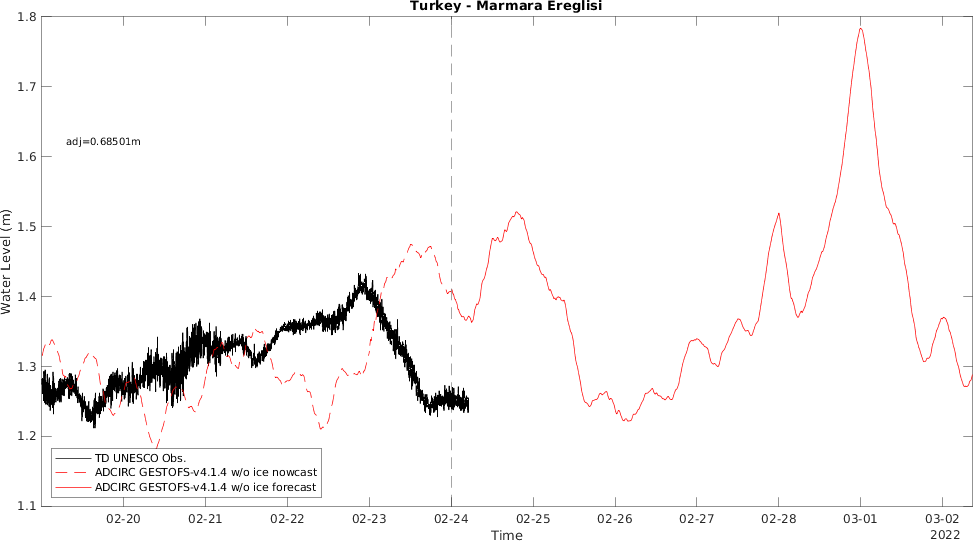 Turkey - Marmara Ereglisi
1.8
1.7
1.6
1.5
1.4
1.3
1.2
1.1
Water Level (m)
adj=0.68501m
TD UNESCO Obs.
ADCIRC GESTOFS-v4.1.4 w/o ice nowcast
ADCIRC GESTOFS-v4.1.4 w/o ice forecast
02-20 02-21 02-22 02-23 02-24 02-25 02-26 02-27 02-28 03-01 03-02
2022
Time